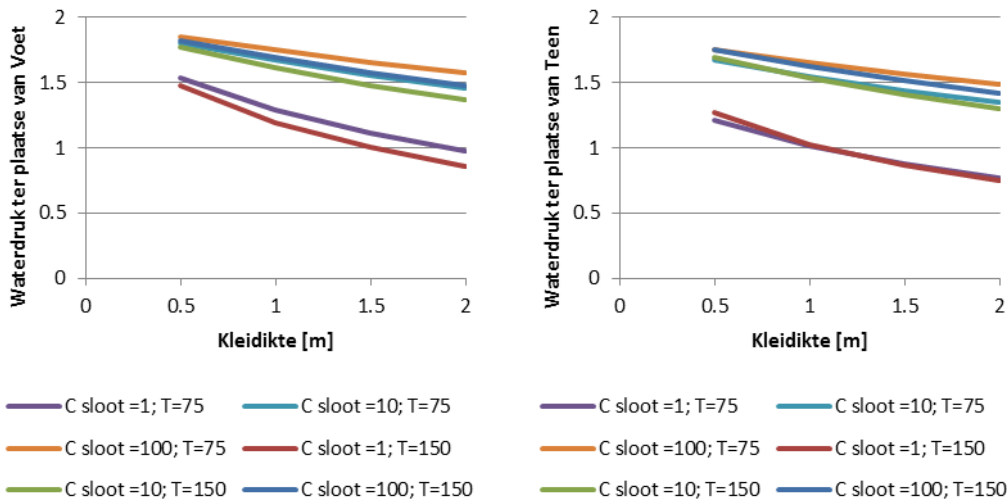 Waterdruk ter plaatse van Voet
2
1.5
1
0.5
0
0
0.5
1
1.5
2
Kleidikte [m]
C sloot =1; T=75
C sloot =10; T=75
C sloot =100; T=75
C sloot =1; T=150
C sloot =10; T=150
C sloot =100; T=150
Waterdruk ter plaatse van Teen
2
1.5
1
0.5
0
0
0.5
1
1.5
2
Kleidikte [m]
C sloot =1; T=75
C sloot =10; T=75
C sloot =100; T=75
C sloot =1; T=150
C sloot =10; T=150
C sloot =100; T=150